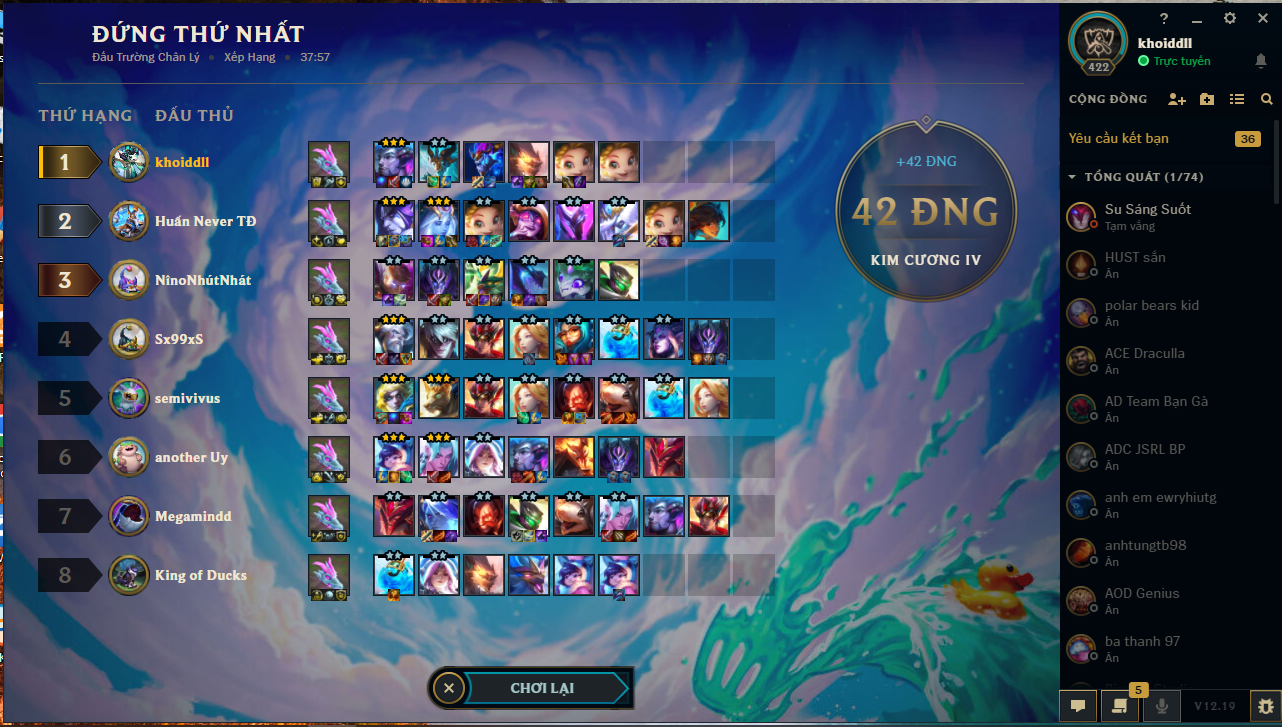 ĐỨNG THỨ NHẤT
Đấu Trường Chân Lý • Xếp Hạng • 37:57
THỨ HẠNG ĐẤU THỦ
1 khoiddll
2 Huấn Never TĐ
3 NinoNhútNhát
4 Sx99xS
5 semivivus
6 another Uy
7 Megamindd
8 King of Ducks
+42 ĐNG
42 ĐNG
KIM CƯƠNG IV
CHƠI LẠI
422
khoiddll
Trực tuyến
CỘNG ĐỒNG
Yêu cầu kết bạn 36
TỔNG QUÁT (1/74)
Su Sáng Suốt
Tạm vắng
HUST sản
Ẩn
polar bears kid
Ẩn
ACE Draculla
Ẩn
AD Team Bạn Gà
Ẩn
ADC JSRL BP
Ẩn
anh em ewryhiutg
Ẩn
anhtungtb98
Ẩn
AOD Genius
Ẩn
ba thanh 97
Ẩn
5
V12.19